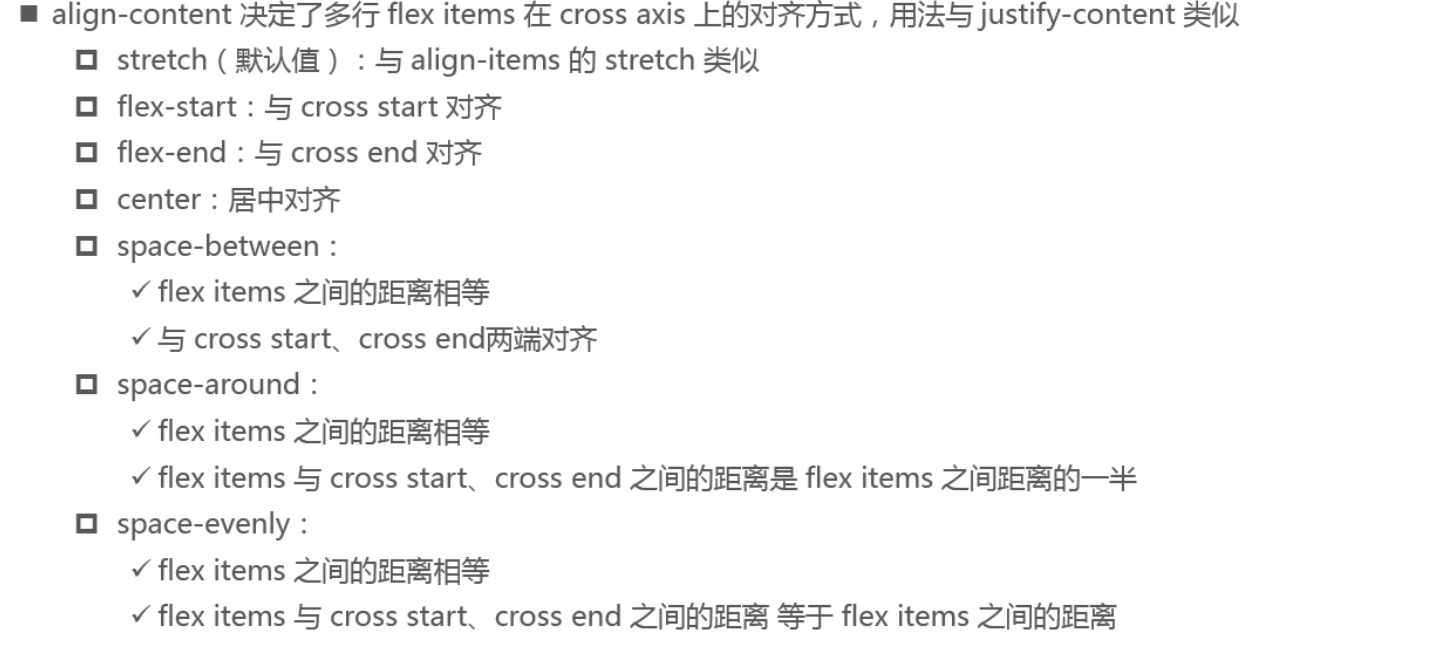 ■ align-content 决定了多行 flex items 在 cross axis 上的对齐方式，用法与 justify-content 类似
stretch（默认值）：与 align-items 的 stretch 类似
flex-start：与 cross start 对齐
flex-end：与 cross end 对齐
center：居中对齐
space-between：
✓ flex items 之间的距离相等
✓ 与 cross start、cross end两端对齐
space-around：
✓ flex items 之间的距离相等
✓ flex items 与 cross start、cross end 之间的距离是 flex items 之间距离的一半
space-evenly：
✓ flex items 之间的距离相等
✓ flex items 与 cross start、cross end 之间的距离 等于 flex items 之间的距离